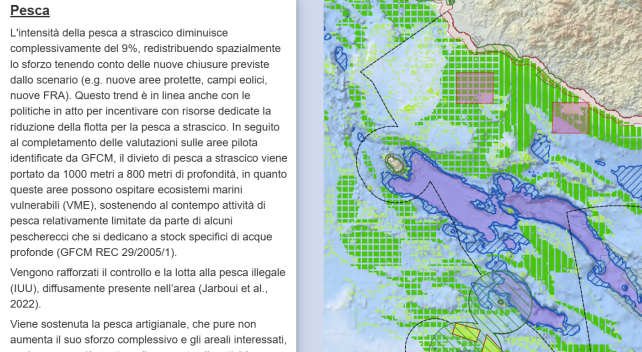 Pesca
L'intensità della pesca a strascico diminuisce
complessivamente del 9%, redistribuendo spazialmente
lo sforzo tenendo conto delle nuove chiusure previste
dallo scenario (e.g. nuove aree protette, campi eolici,
nuove FRA). Questo trend è in linea anche con le
politiche in atto per incentivare con risorse dedicate la
riduzione della flotta per la pesca a strascico. In seguito
al completamento delle valutazioni sulle aree pilota
identificate da GFCM, il divieto di pesca a strascico viene
portato da 1000 metri a 800 metri di profondità, in quanto
queste aree possono ospitare ecosistemi marini
vulnerabili (VME), sostenendo al contempo attività di
pesca relativamente limitate da parte di alcuni
pescherecci che si dedicano a stock specifici di acque
profonde (GFCM REC 29/2005/1).
Vengono rafforzati il controllo e la lotta alla pesca illegale
(IUU), diffusamente presente nell'area (Jarboui et al.,
2022).
Viene sostenuta la pesca artigianale, che pure non
aumenta il suo sforzo complessivo e gli areali interessati,